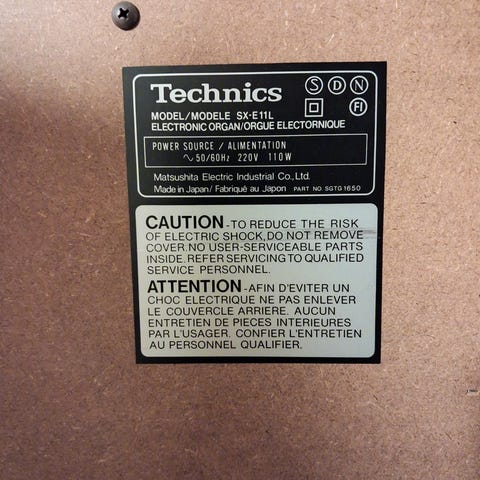 Technics
S D N
FI
MODEL/MODELE SX-E11L
ELECTRONIC ORGAN/ORGUE ELECTORNIQUE
POWER SOURCE / ALIMENTATION
∼ 50/60Hz 220V 110W
Matsushita Electric Industrial Co., Ltd.
Made in Japan/Fabriqué au Japon PART NO. SGTG1650
CAUTION-TO REDUCE THE RISK
OF ELECTRIC SHOCK, DO NOT REMOVE
COVER. NO USER-SERVICEABLE PARTS
INSIDE. REFER SERVICING TO QUALIFIED
SERVICE PERSONNEL.
ATTENTION-AFIN D'EVITER UN
CHOC ELECTRIQUE NE PAS ENLEVER
LE COUVERCLE ARRIERE. AUCUN
ENTRETIEN DE PIECES INTERIEURES
PAR L'USAGER. CONFIER L'ENTRETIEN
AU PERSONNEL QUALIFIER.